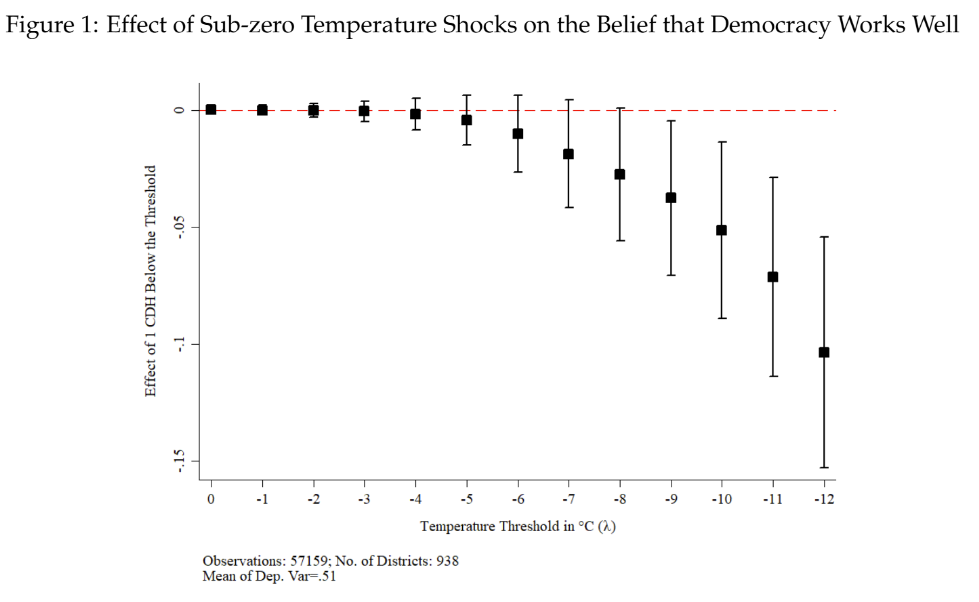 Figure 1: Effect of Sub-zero Temperature Shocks on the Belief that Democracy Works Well
Effect of 1 CDH Below the Threshold
0
-.05
-.1
-.15
0 -1 -2 -3 -4 -5 -6 -7 -8 -9 -10 -11 -12
Temperature Threshold in °C (λ)
Observations: 57159; No. of Districts: 938
Mean of Dep. Var=.51